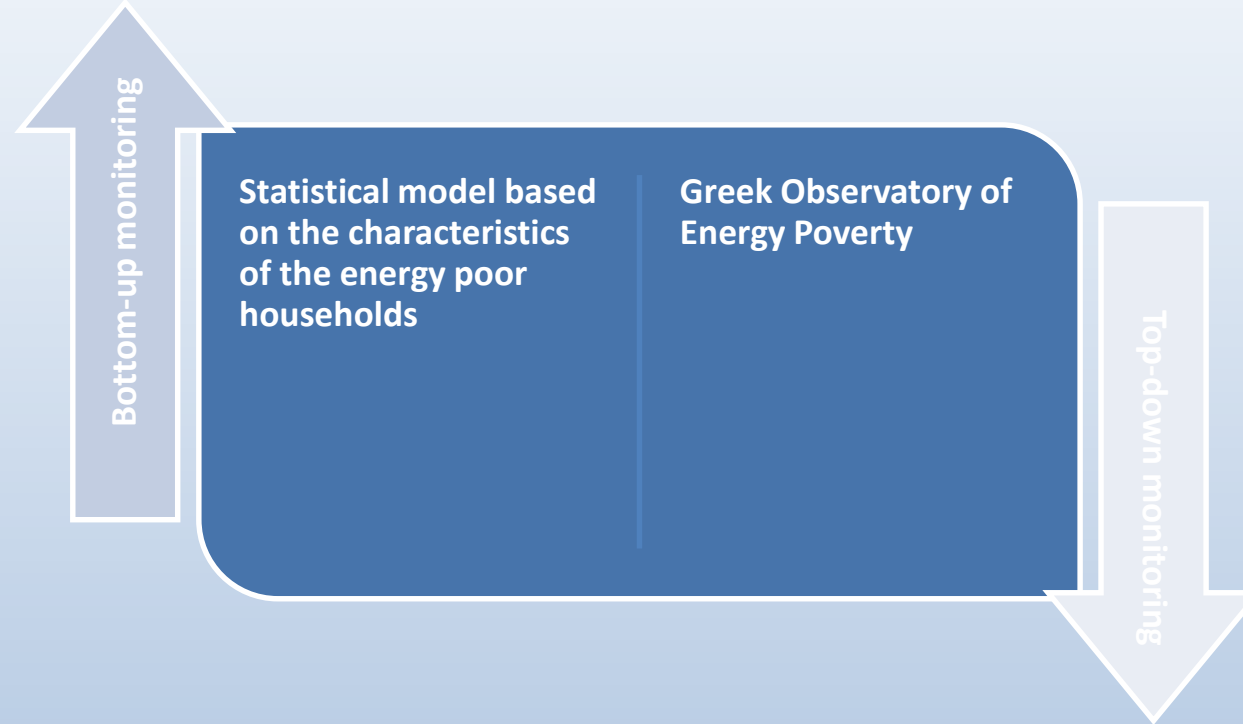 Bottom-up monitoring
Statistical model based
on the characteristics
of the energy poor
households
Greek Observatory of
Energy Poverty
Top-down monitoring